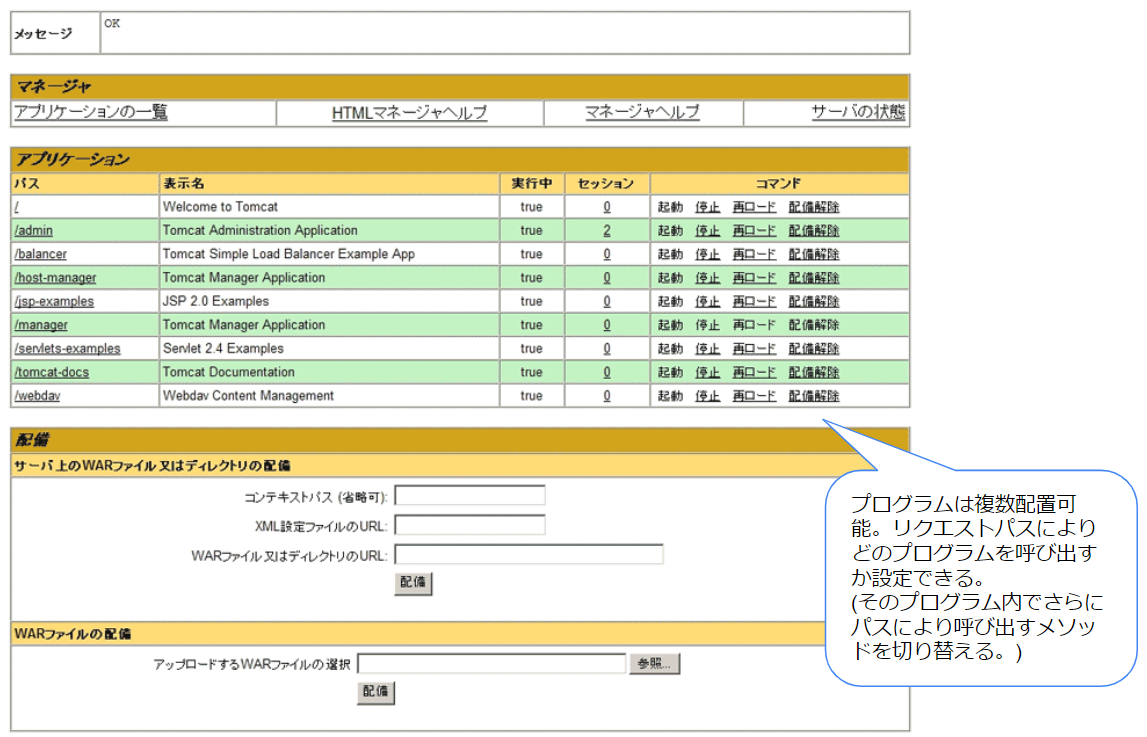 メッセージ OK
マネージャ
アプリケーションの一覧 HTMLマネージャヘルプ マネージャヘルプ サーバの状態
アプリケーション
パス 表示名 実行中 セッション コマンド
/ Welcome to Tomcat true 0 起動 停止 再ロード 配備解除
/admin Tomcat Administration Application true 2 起動 停止 再ロード 配備解除
/balancer Tomcat Simple Load Balancer Example App true 0 起動 停止 再ロード 配備解除
/host-manager Tomcat Manager Application true 0 起動 停止 再ロード 配備解除
/jsp-examples JSP 2.0 Examples true 0 起動 停止 再ロード 配備解除
/manager Tomcat Manager Application true 0 起動 停止 再ロード 配備解除
/servlets-examples Servlet 2.4 Examples true 0 起動 停止 再ロード 配備解除
/tomcat-docs Tomcat Documentation true 0 起動 停止 再ロード 配備解除
/webdav Webdav Content Management true 0 起動 停止 再ロード 配備解除
配備
サーバ上のWARファイル又はディレクトリの配備
コンテキストパス (省略可):
XML設定ファイルのURL:
WARファイル又はディレクトリのURL:
配備
WARファイルの配備
アップロードするWARファイルの選択 参照...
配備
プログラムは複数配置可
能。リクエストパスにより
どのプログラムを呼び出す
か設定できる。
(そのプログラム内でさらに
パスにより呼び出すメソッ
ドを切り替える。)